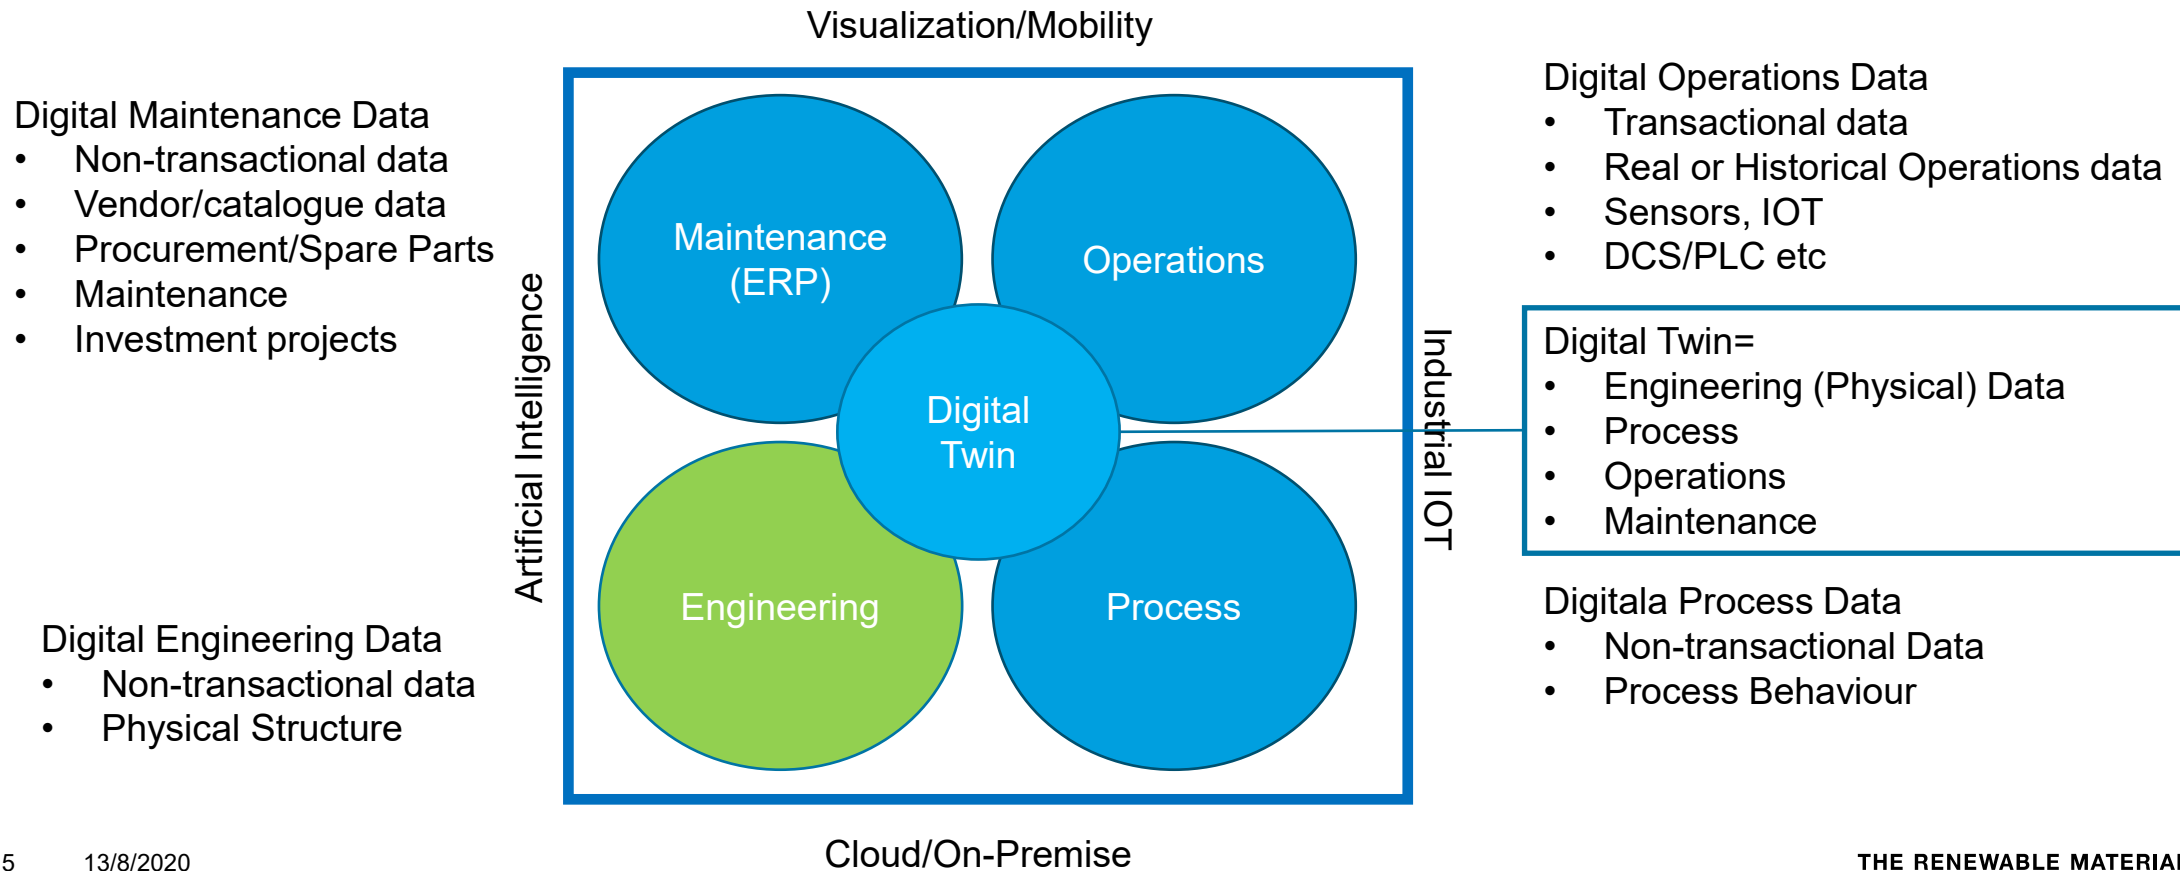 Visualization/Mobility
Digital Maintenance Data
• Non-transactional data
• Vendor/catalogue data
• Procurement/Spare Parts
• Maintenance
• Investment projects
Digital Engineering Data
• Non-transactional data
• Physical Structure
Artificial Intelligence
Maintenance
(ERP)
Operations
Digital
Twin
Engineering
Process
Industrial IOT
Digital Operations Data
• Transactional data
• Real or Historical Operations data
• Sensors, IOT
• DCS/PLC etc
Digital Twin=
• Engineering (Physical) Data
• Process
• Operations
• Maintenance
Digitala Process Data
• Non-transactional Data
• Process Behaviour
Cloud/On-Premise
5 13/8/2020
THE RENEWABLE MATERIAL